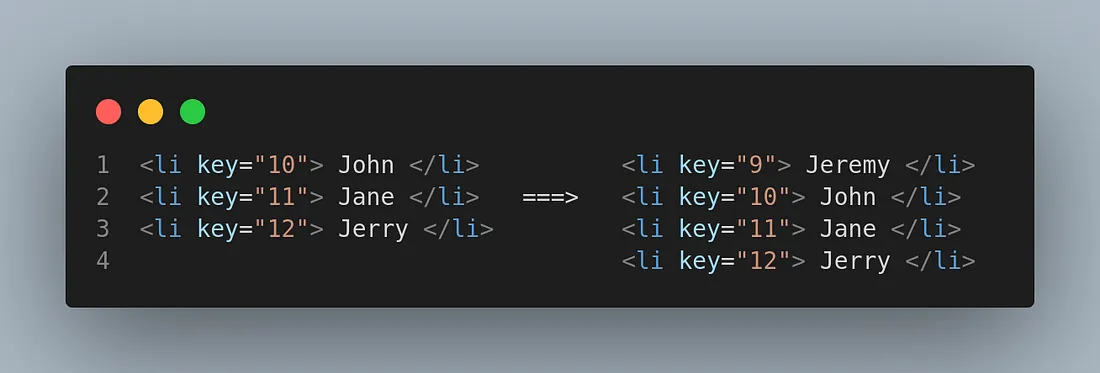 1 <li key="10"> John </li> <li key="9"> Jeremy </li>
2 <li key="11"> Jane </li> ===> <li key="10"> John </li>
3 <li key="12"> Jerry </li> <li key="11"> Jane </li>
4 <li key="12"> Jerry </li>